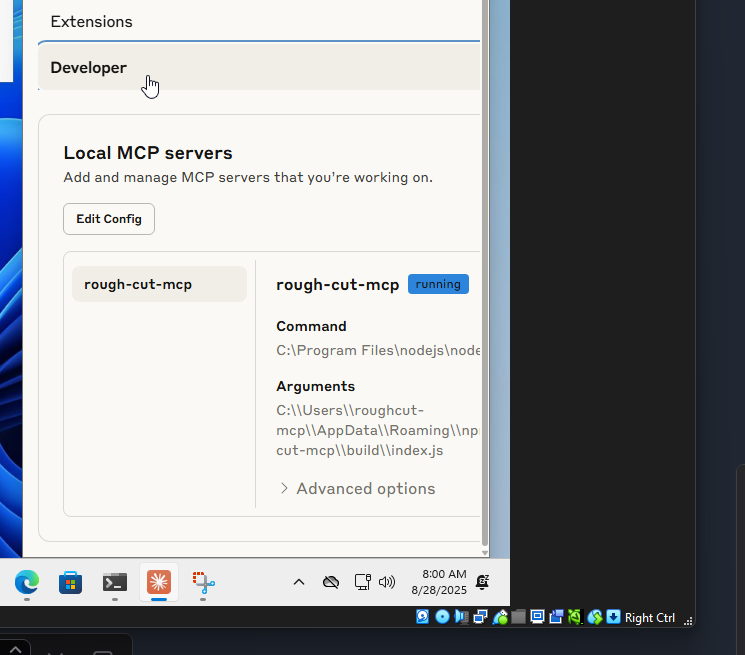 Extensions
Developer
Local MCP servers
Add and manage MCP servers that you're working on.
Edit Config
rough-cut-mcp
rough-cut-mcp running
Command
C:\Program Files\nodejs\node
Arguments
C:\\Users\\roughcut-
mcp\\AppData\\Roaming\\np
cut-mcp\\build\\index.js
Advanced options
8:00 AM
8/28/2025
Right Ctrl